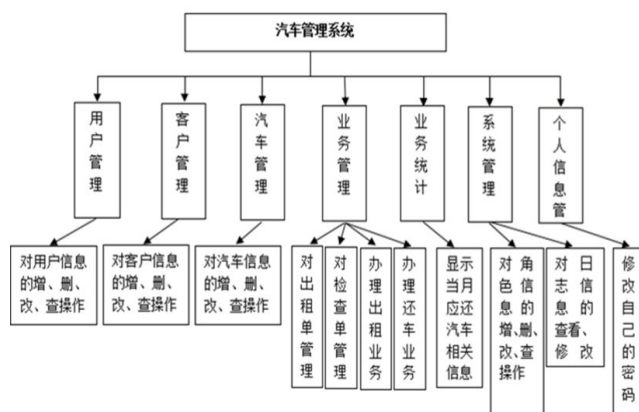 汽车管理系统
用户管理
客户管理
汽车管理
业务管理
业务统计
系统管理
个人信息管
对用户信息
的增、删、
改、查操作
对客户信息
的增、删、
改、查操作
对汽车信息
的增、删、
改、查操作
对出租单管理
对检查单管理
办理出租业务
办理还车业务
显示
当月
应还
汽车
相关
信息
对角
色信
息的
增、删、
改、查
操作
对日
志信
息的
查看、
修改
修改自己的密码